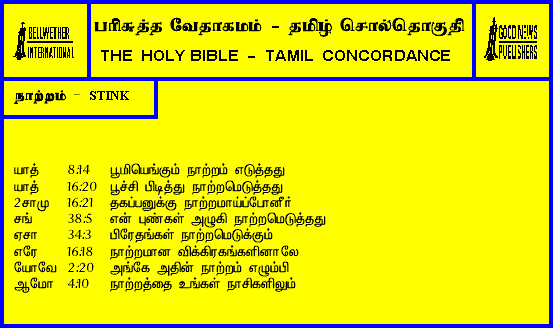 BELLWETHER
INTERNATIONAL
பரிசுத்த வேதாகமம் - தமிழ் சொல்தொகுதி
THE HOLY BIBLE - TAMIL CONCORDANCE
GOOD NEWS
PUBLISHERS
நாற்றம் - STINK
யாத் 8:14 பூமியெங்கும் நாற்றம் எடுத்தது
யாத் 16:20 பூச்சி பிடித்து நாற்றமெடுத்தது
2சாமு 16:21 தகப்பனுக்கு நாற்றமாய்ப்போனீர்
சங் 38:5 என் புண்கள் அழுகி நாற்றமெடுத்தது
ஏசா 34:3 பிரேதங்கள் நாற்றமெடுக்கும்
எரே 16:18 நாற்றமான விக்கிரகங்களினாலே
யோவே 2:20 அங்கே அதின் நாற்றம் எழும்பி
ஆமோ 4:10 நாற்றத்தை உங்கள் நாசிகளிலும்